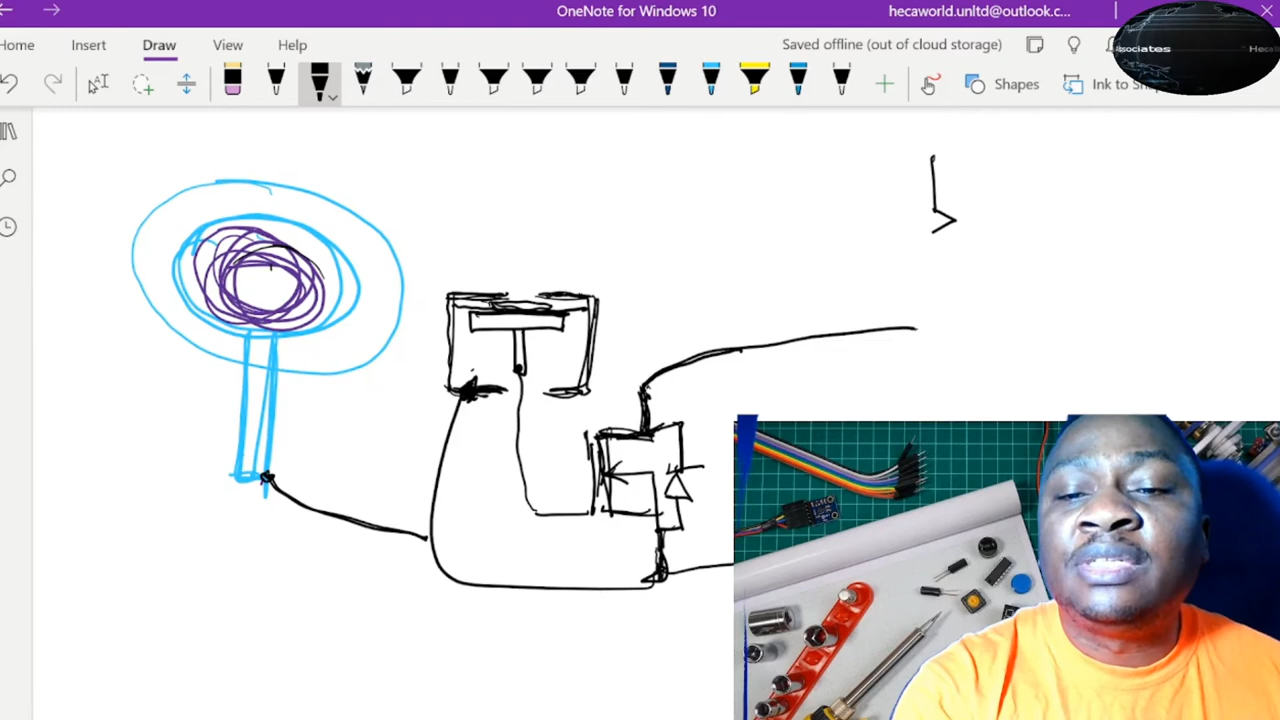 OneNote for Windows 10
hecaworld.unltd@outlook.c...
Home
Insert
Draw
View
Help
Saved offline (out of cloud storage)
Shapes
Ink to
sociates